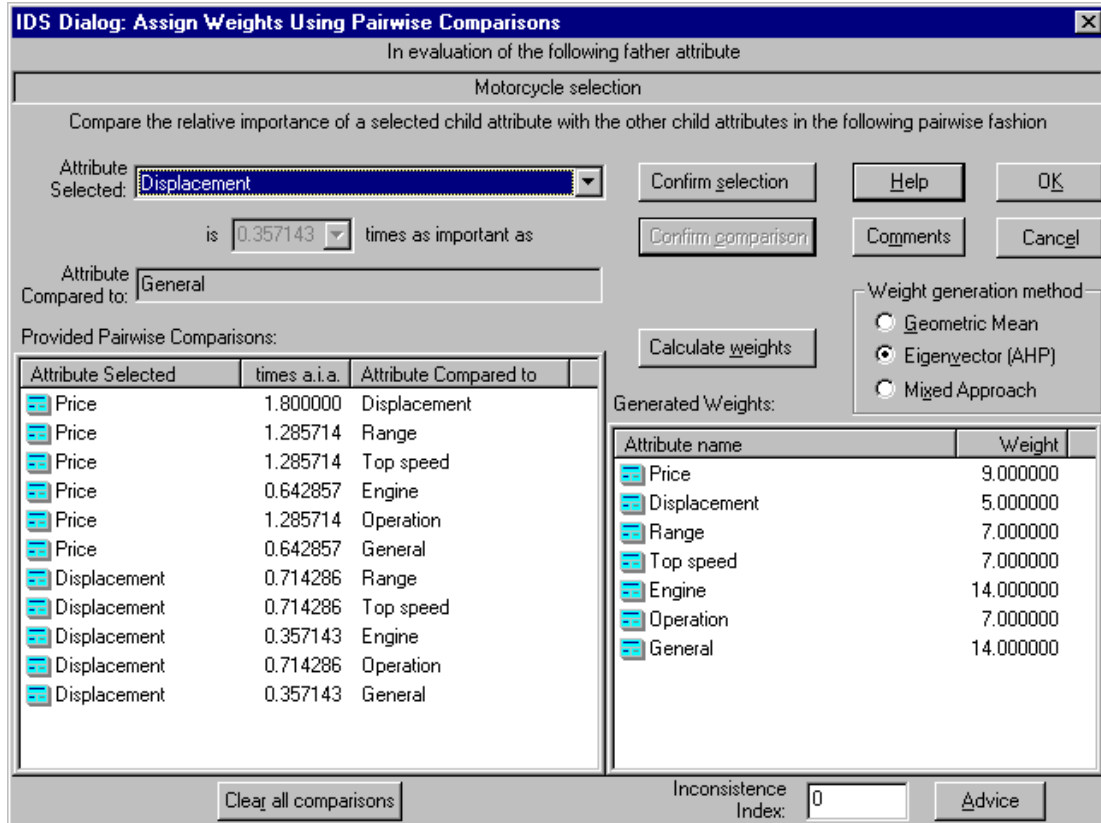 IDS Dialog: Assign Weights Using Pairwise Comparisons
In evaluation of the following father attribute
Motorcycle selection
Compare the relative importance of a selected child attribute with the other child attributes in the following pairwise fashion
Attribute Selected: Displacement
Confirm selection
Help
OK
is 0.357143 times as important as
Confirm comparison
Comments
Cancel
Attribute Compared to: General
Weight generation method
Geometric Mean
Eigenvector (AHP)
Mixed Approach
Provided Pairwise Comparisons:
Calculate weights
Attribute Selected times a.i.a. Attribute Compared to
Price 1.800000 Displacement
Price 1.285714 Range
Price 1.285714 Top speed
Price 0.642857 Engine
Price 1.285714 Operation
Price 0.642857 General
Displacement 0.714286 Range
Displacement 0.714286 Top speed
Displacement 0.357143 Engine
Displacement 0.714286 Operation
Displacement 0.357143 General
Generated Weights:
Attribute name Weight
Price 9.000000
Displacement 5.000000
Range 7.000000
Top speed 7.000000
Engine 14.000000
Operation 7.000000
General 14.000000
Clear all comparisons
Inconsistence Index: 0
Advice